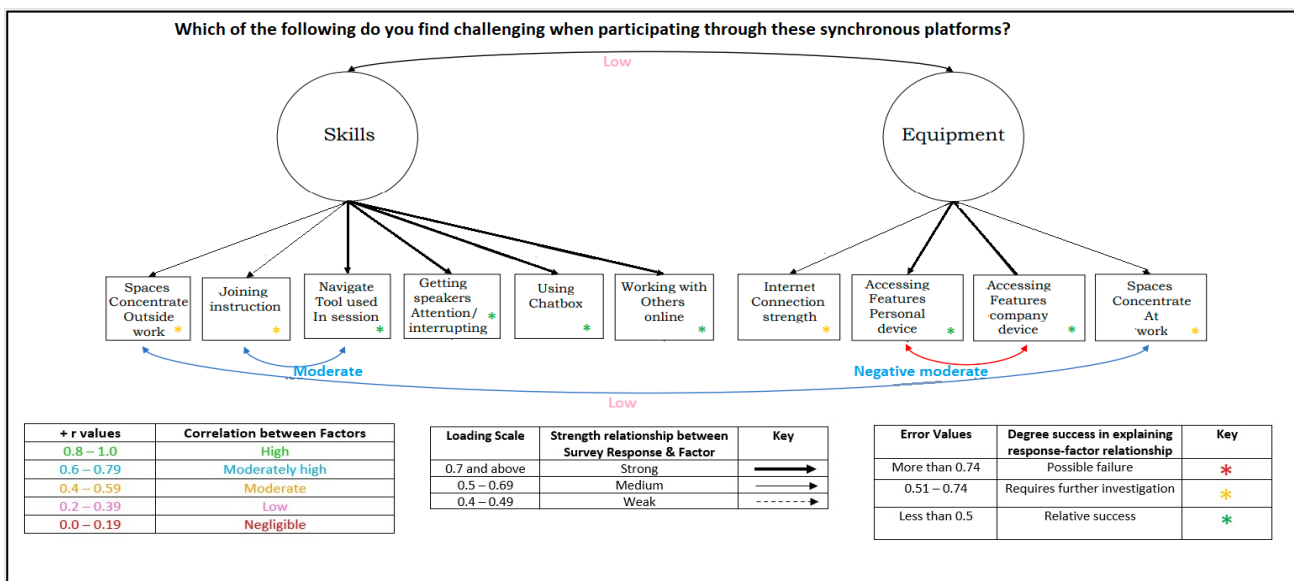 Which of the following do you find challenging when participating through these synchronous platforms?
Low
Skills
Equipment
Spaces
Concentrate
Outside
work *
Joining
instruction
*
Navigate
Tool used
In session
*
Getting
speakers
Attention/
interrupting *
Using
Chatbox
*
Working with
Others
online
*
Internet
Connection
strength
*
Accessing
Features
Personal
device *
Accessing
Features
company
device *
Spaces
Concentrate
At
work *
Moderate
Negative moderate
Low
+ r values Correlation between Factors
0.8 – 1.0 High
0.6 – 0.79 Moderately high
0.4 – 0.59 Moderate
0.2 – 0.39 Low
0.0 – 0.19 Negligible
Loading Scale Strength relationship between Key
Survey Response & Factor
0.7 and above Strong
0.5 – 0.69 Medium
0.4 – 0.49 Weak
Error Values Degree success in explaining Key
response-factor relationship
More than 0.74 Possible failure *
0.51 – 0.74 Requires further investigation *
Less than 0.5 Relative success *